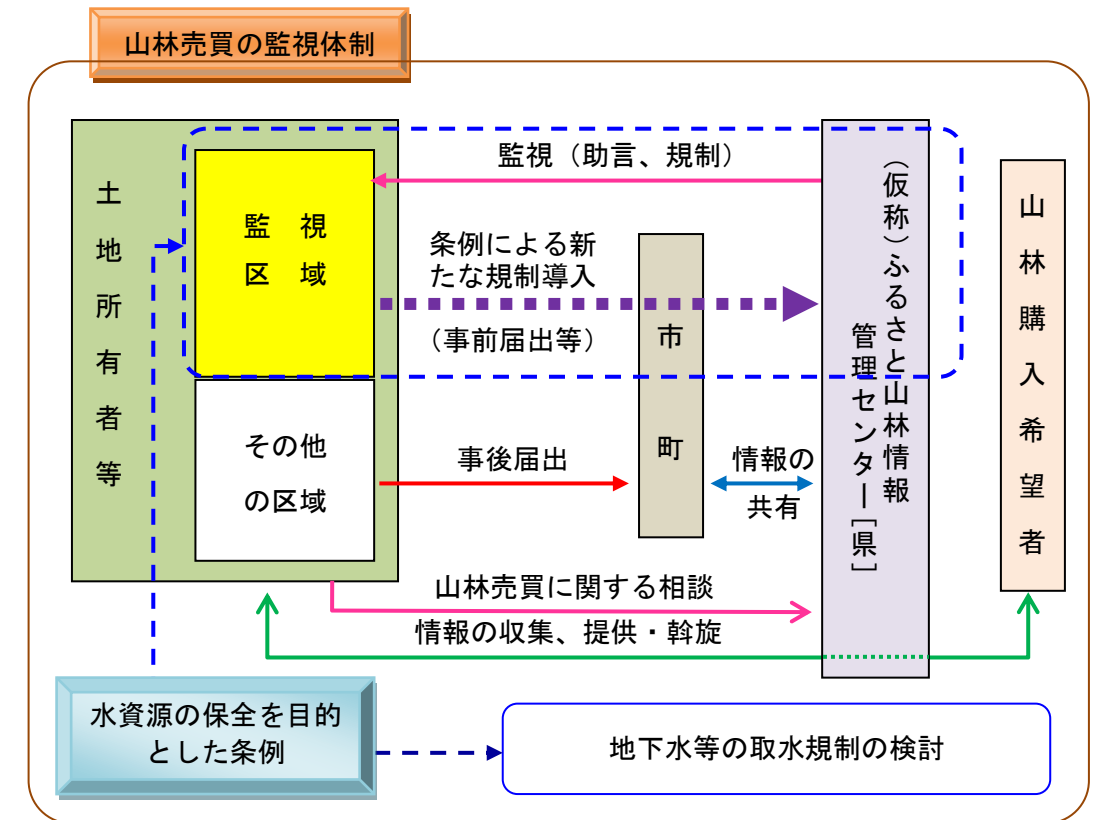 山林売買の監視体制
土地所有者等
監視
区域
その他
の区域
監視（助言、規制）
条例による新
たな規制導入
（事前届出等）
事後届出
市町
情報の
共有
（仮称）ふるさと山林情報
管理センター［県］
山林購入希望者
山林売買に関する相談
情報の収集、提供・斡旋
水資源の保全を目的
とした条例
地下水等の取水規制の検討